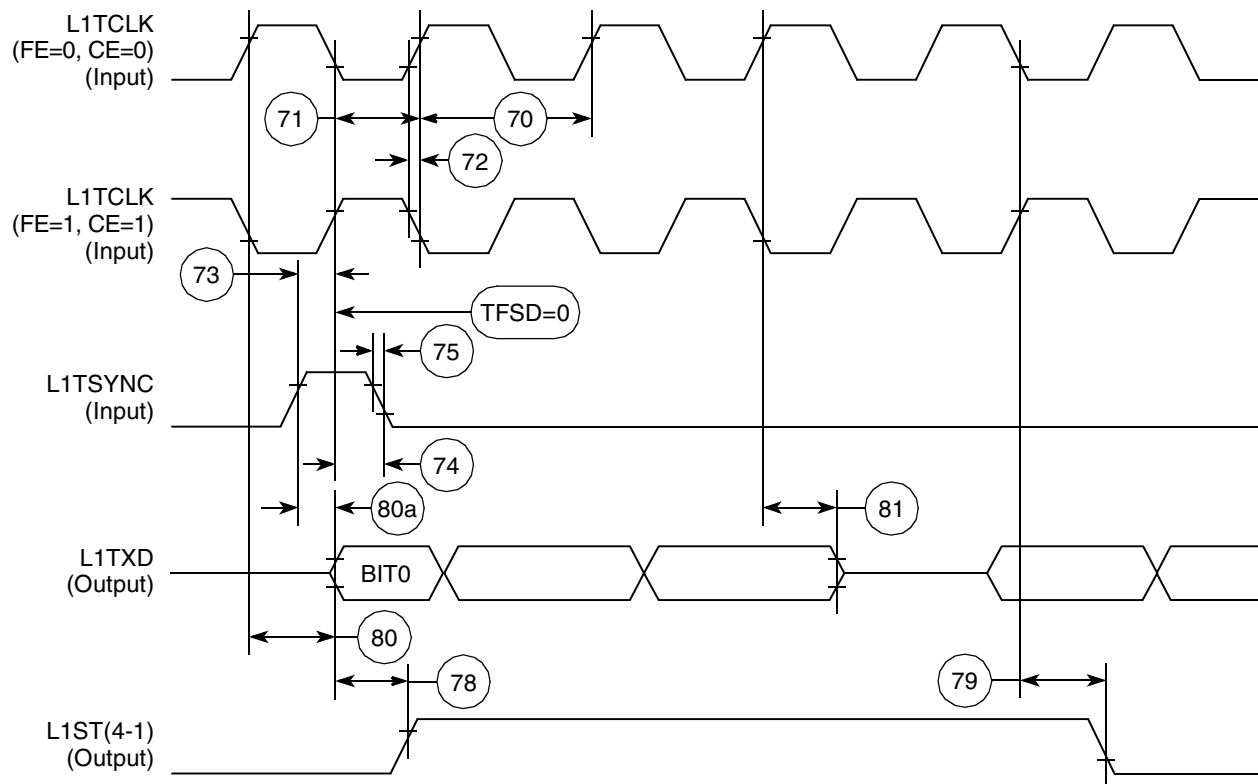 L1TCLK
(FE=0, CE=0)
(Input)
71
70
72
L1TCLK
(FE=1, CE=1)
(Input)
73
TFSD=0
75
L1TSYNC
(Input)
74
80a
81
L1TXD
(Output)
BIT0
80
78
79
L1ST(4-1)
(Output)